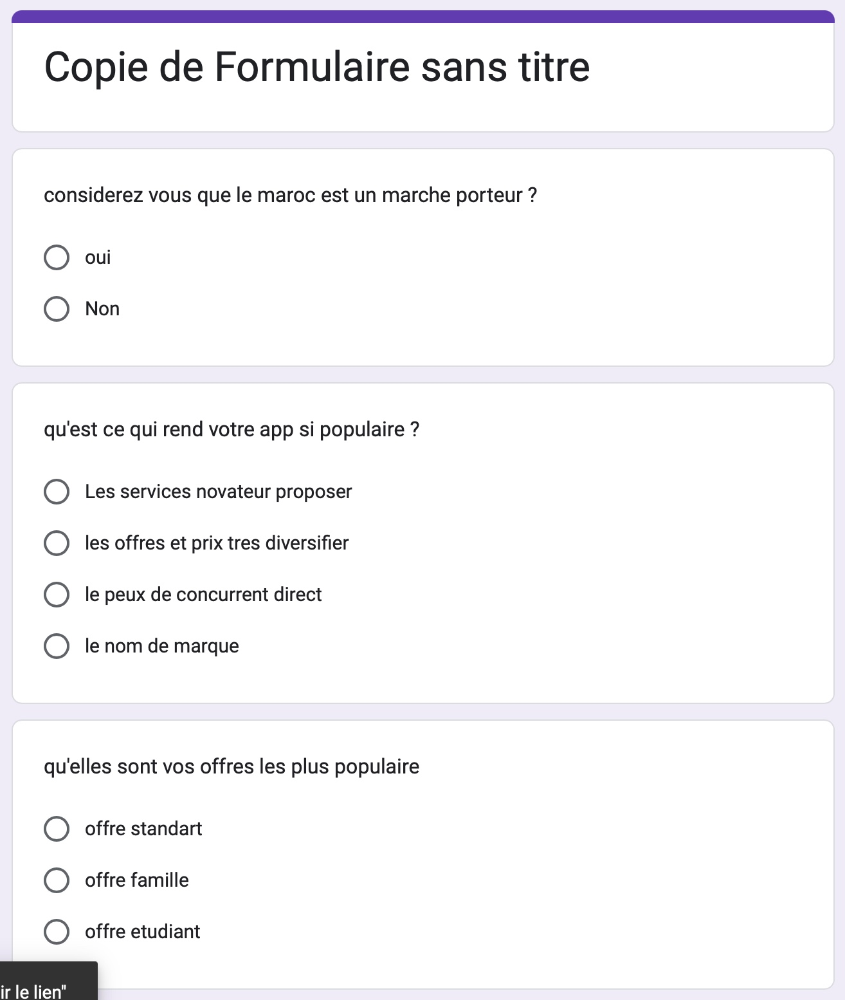 Copie de Formulaire sans titre
considerez vous que le maroc est un marche porteur ?
oui
Non
qu'est ce qui rend votre app si populaire ?
Les services novateur proposer
les offres et prix tres diversifier
le peux de concurrent direct
le nom de marque
qu'elles sont vos offres les plus populaire
offre standart
offre famille
offre etudiant
ir le lien"